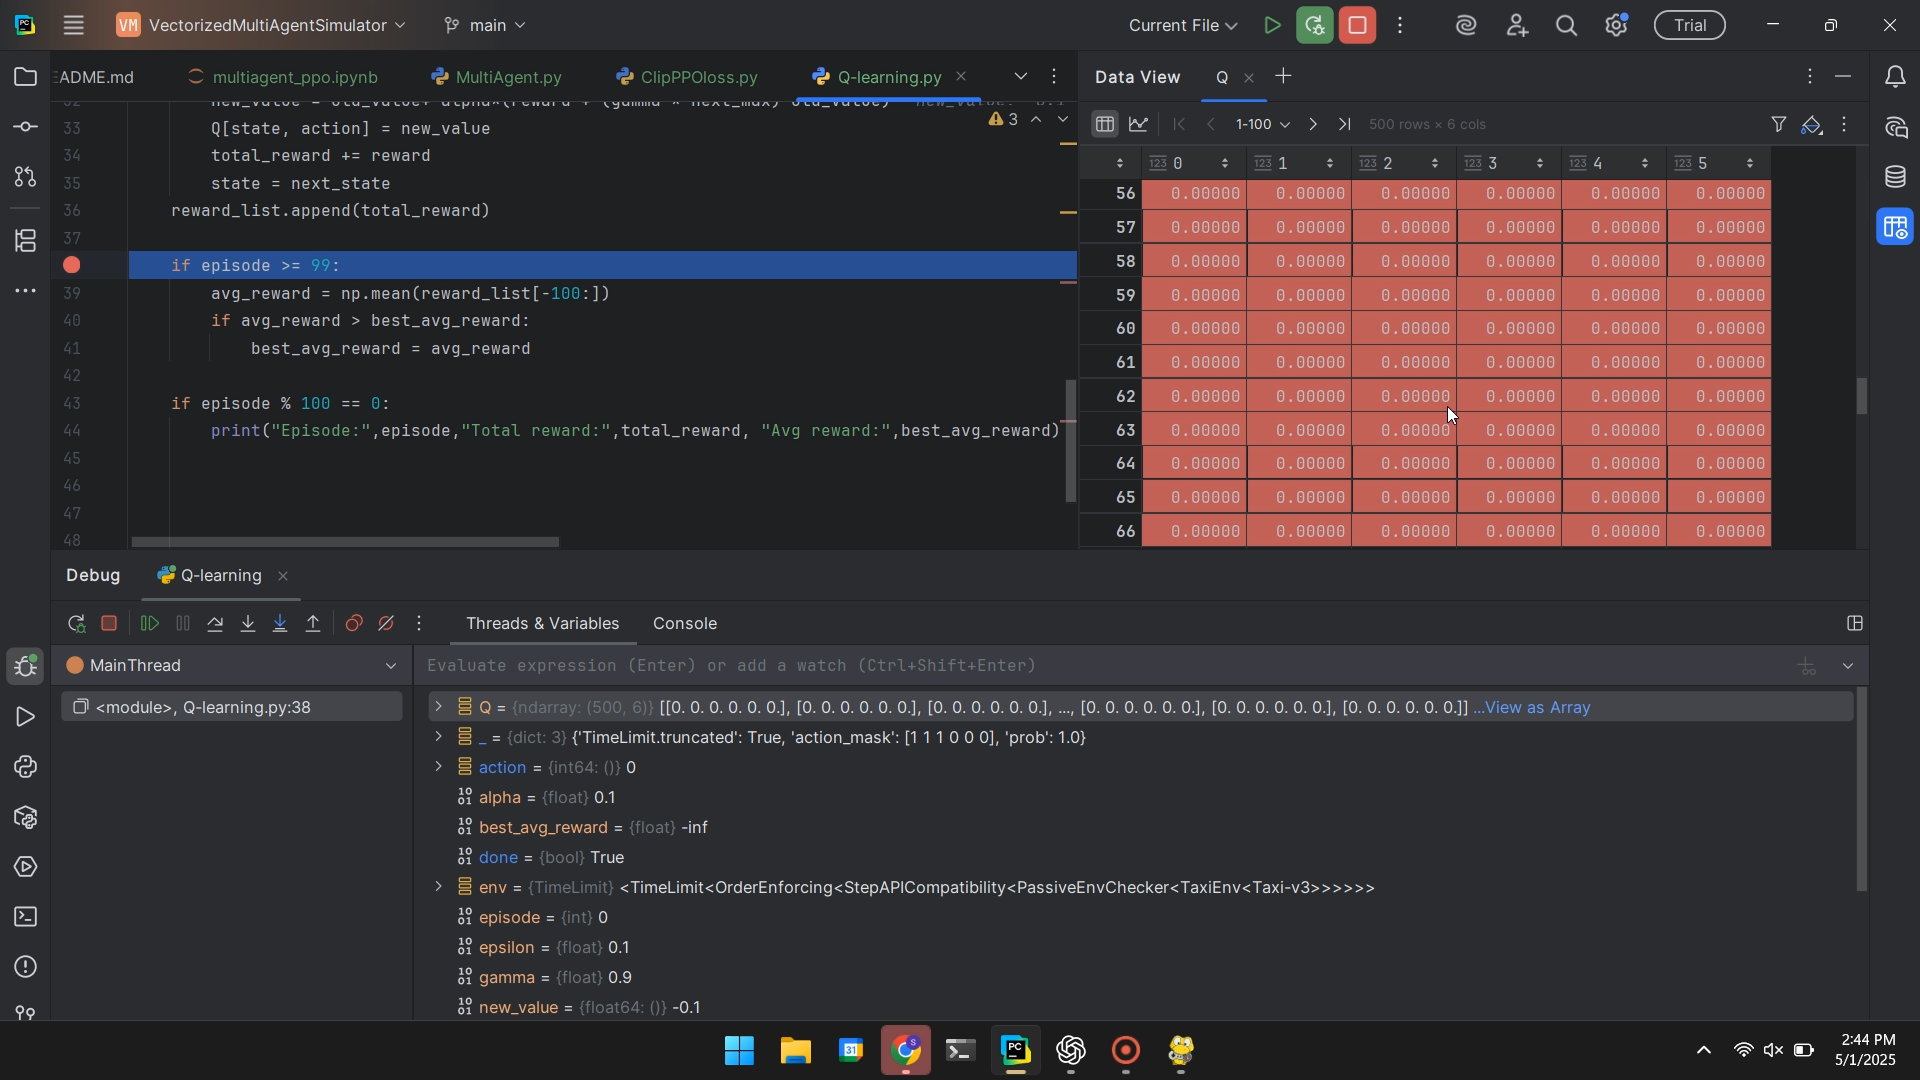 PC VM VectorizedMultiAgentSimulator main Current File Trial
ADME.md multiagent_ppo.ipynb MultiAgent.py ClipPPOloss.py Q-learning.py
Data View Q
3
1-100 500 rows × 6 cols
33 Q[state, action] = new_value
34 total_reward += reward
35 state = next_state
36 reward_list.append(total_reward)
37
if episode >= 99:
39 avg_reward = np.mean(reward_list[-100:])
40 if avg_reward > best_avg_reward:
41 best_avg_reward = avg_reward
42
43 if episode % 100 == 0:
44 print("Episode:",episode,"Total reward:",total_reward, "Avg reward:",best_avg_reward)
45
46
47
48
123 0 123 1 123 2 123 3 123 4 123 5
56 0.00000 0.00000 0.00000 0.00000 0.00000 0.00000
57 0.00000 0.00000 0.00000 0.00000 0.00000 0.00000
58 0.00000 0.00000 0.00000 0.00000 0.00000 0.00000
59 0.00000 0.00000 0.00000 0.00000 0.00000 0.00000
60 0.00000 0.00000 0.00000 0.00000 0.00000 0.00000
61 0.00000 0.00000 0.00000 0.00000 0.00000 0.00000
62 0.00000 0.00000 0.00000 0.00000 0.00000 0.00000
63 0.00000 0.00000 0.00000 0.00000 0.00000 0.00000
64 0.00000 0.00000 0.00000 0.00000 0.00000 0.00000
65 0.00000 0.00000 0.00000 0.00000 0.00000 0.00000
66 0.00000 0.00000 0.00000 0.00000 0.00000 0.00000
Debug Q-learning
Threads & Variables Console
MainThread
Evaluate expression (Enter) or add a watch (Ctrl+Shift+Enter)
<module>, Q-learning.py:38
Q = {ndarray: (500, 6)} [[0. 0. 0. 0. 0. 0.], [0. 0. 0. 0. 0. 0.], [0. 0. 0. 0. 0. 0.], ..., [0. 0. 0. 0. 0. 0.], [0. 0. 0. 0. 0. 0.], [0. 0. 0. 0. 0. 0.]] ...View as Array
_ = {dict: 3} {'TimeLimit.truncated': True, 'action_mask': [1 1 1 0 0 0], 'prob': 1.0}
action = {int64: ()} 0
alpha = {float} 0.1
best_avg_reward = {float} -inf
done = {bool} True
env = {TimeLimit} <TimeLimit<OrderEnforcing<StepAPICompatibility<PassiveEnvChecker<TaxiEnv<Taxi-v3>>>>>>
episode = {int} 0
epsilon = {float} 0.1
gamma = {float} 0.9
new_value = {float64: ()} -0.1
31 S PC
2:44 PM
5/1/2025